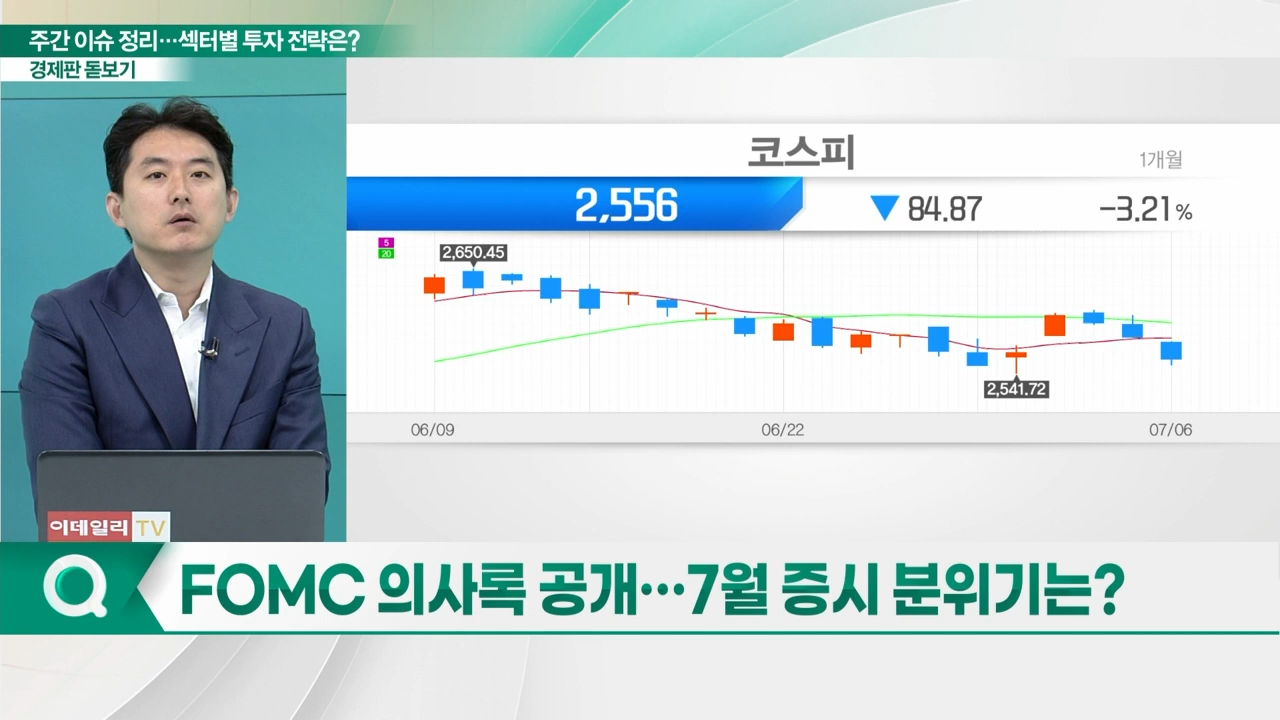 주간 이슈 정리…섹터별 투자 전략은?
경제판 돋보기
코스피
1개월
2,556
▼ 84.87
-3.21%
5
20
2,650.45
2,541.72
06/09
06/22
07/06
이데일리 TV
FOMC 의사록 공개…7월 증시 분위기는?